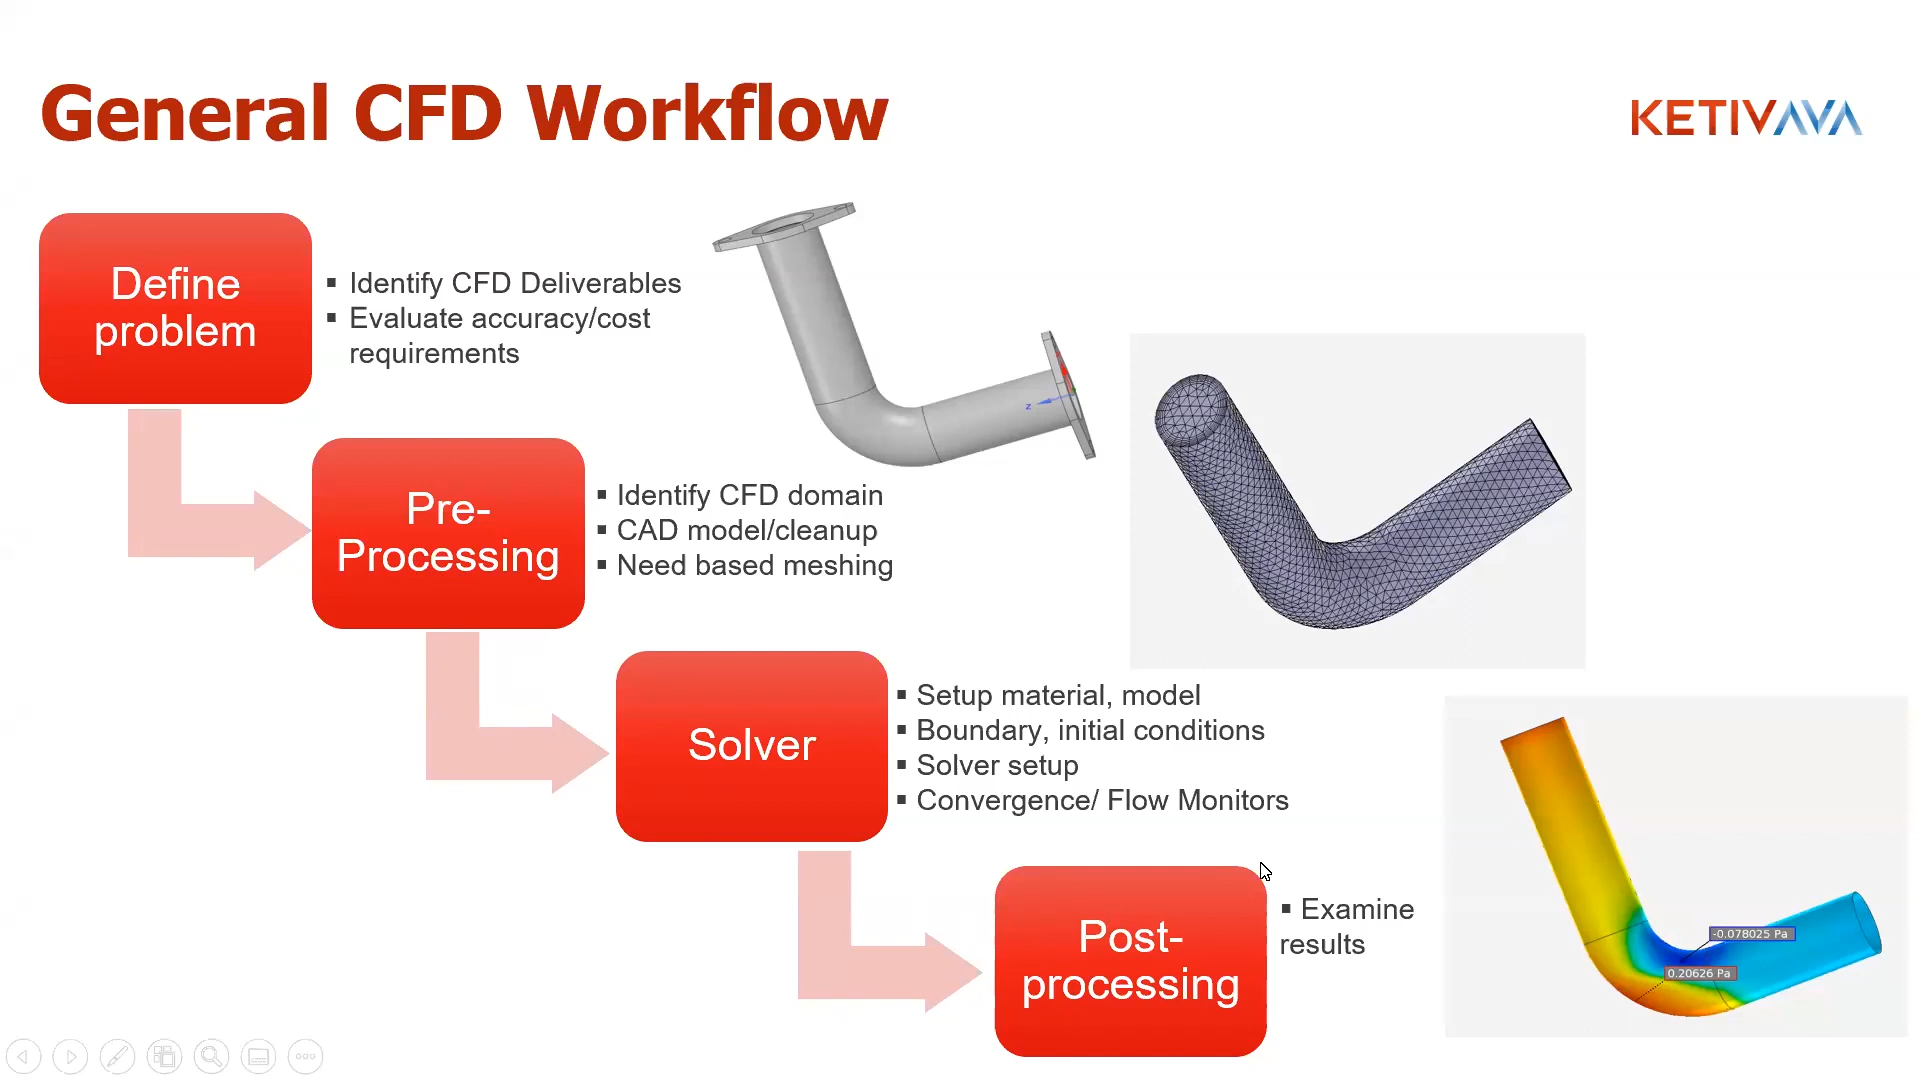 General CFD Workflow
KETIVAVA
Define
problem
▪ Identify CFD Deliverables
▪ Evaluate accuracy/cost
requirements
z
Pre-
Processing
▪ Identify CFD domain
▪ CAD model/cleanup
▪ Need based meshing
Solver
▪ Setup material, model
▪ Boundary, initial conditions
▪ Solver setup
▪ Convergence/ Flow Monitors
Post-
processing
▪ Examine
results
-0.078025 Pa
0.20626 Pa